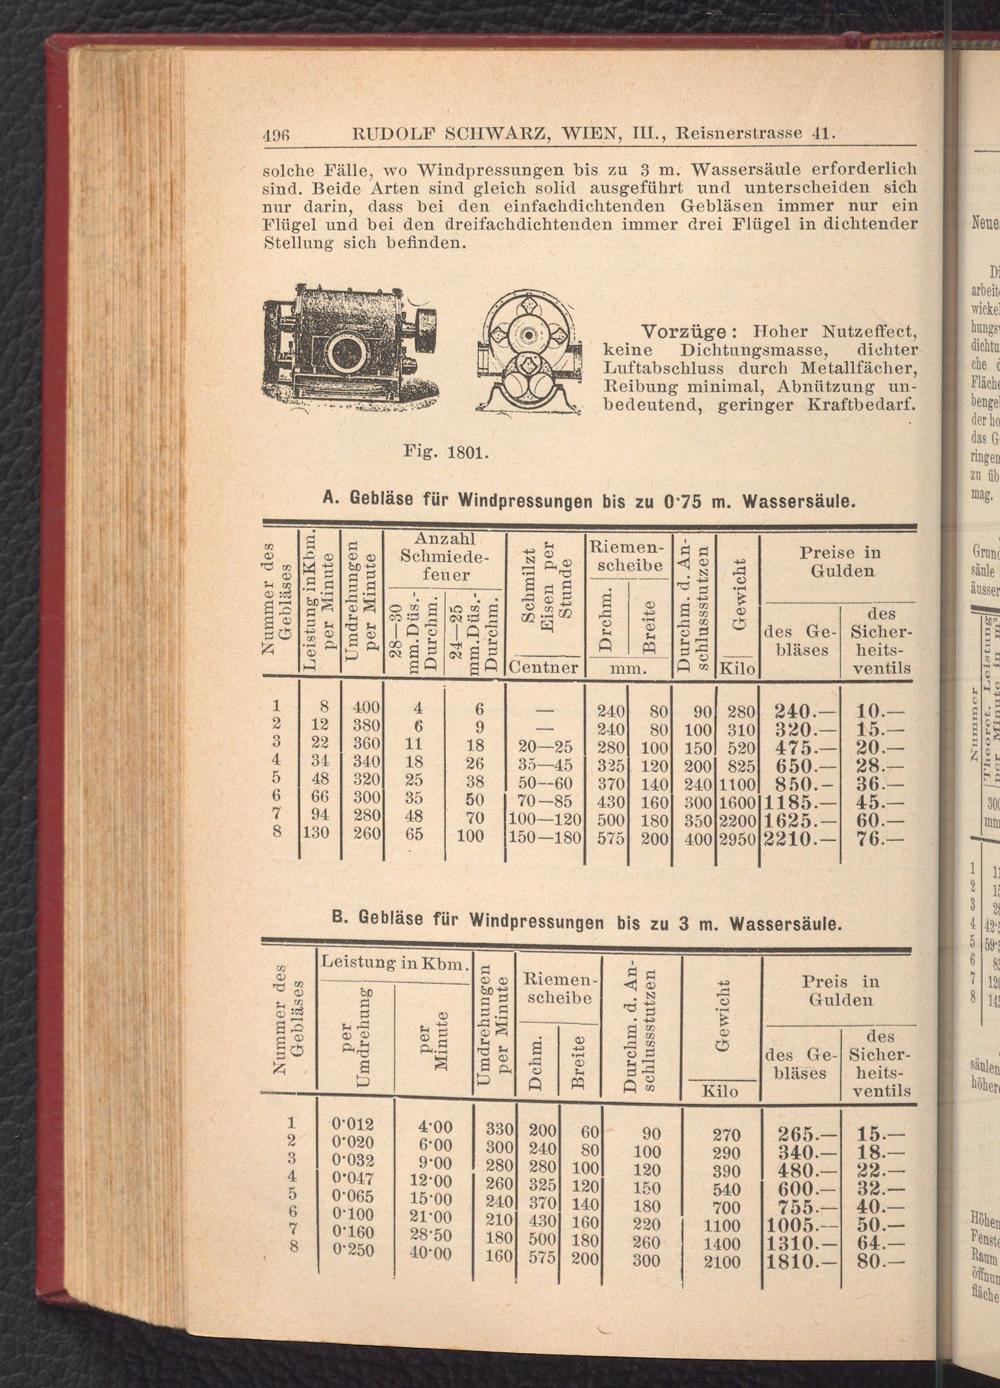 496 RUDOLF SCHWARZ, WIEN, III., Reisnerstrasse 41.
solche Fälle, wo Windpressungen bis zu 3 m. Wassersäule erforderlich
sind. Beide Arten sind gleich solid ausgeführt und unterscheiden sich
nur darin, dass bei den einfachdichtenden Gebläsen immer nur ein
Flügel und bei den dreifachdichtenden immer drei Flügel in dichtender
Stellung sich befinden.
Vorzüge: Hoher Nutzeffect,
keine Dichtungsmasse, dichter
Luftabschluss durch Metallfächer,
Reibung minimal, Abnützung un-
bedeutend, geringer Kraftbedarf.
Fig. 1801.
A. Gebläse für Windpressungen bis zu 0·75 m. Wassersäule.
Nummer des
Gebläses
Leistung in Kbm.
per Minute
Umdrehungen
per Minute
Anzahl
Schmiede-
feuer
28—30
mm. Düs.-
Durchm.
24—25
mm. Düs.-
Durchm.
Schmilzt
Eisen per
Stunde
Centner
Riemen-
scheibe
Drchm.
Breite
mm.
Durchm. d. An-
schlussstutzen
Gewicht
Kilo
Preise in
Gulden
des Ge-
bläses
des
Sicher-
heits-
ventils
1 8 400 4 6 — 240 80 90 280 240.— 10.—
2 12 380 6 9 — 240 80 100 310 320.— 15.—
3 22 360 11 18 20—25 280 100 150 520 475.— 20.—
4 34 340 18 26 35—45 325 120 200 825 650.— 28.—
5 48 320 25 38 50—60 370 140 240 1100 850.— 36.—
6 66 300 35 50 70—85 430 160 300 1600 1185.— 45.—
7 94 280 48 70 100—120 500 180 350 2200 1625.— 60.—
8 130 260 65 100 150—180 575 200 400 2950 2210.— 76.—
B. Gebläse für Windpressungen bis zu 3 m. Wassersäule.
Nummer des
Gebläses
Leistung in Kbm.
per
Umdrehung
per
Minute
Umdrehungen
per Minute
Riemen-
scheibe
Dchm.
Breite
Durchm. d. An-
schlussstutzen
Gewicht
Kilo
Preis in
Gulden
des Ge-
bläses
des
Sicher-
heits-
ventils
1 0·012 4·00 330 200 60 90 270 265.— 15.—
2 0·020 6·00 300 240 80 100 290 340.— 18.—
3 0·032 9·00 280 280 100 120 390 480.— 22.—
4 0·047 12·00 260 325 120 150 540 600.— 32.—
5 0·065 15·00 240 370 140 180 700 755.— 40.—
6 0·100 21·00 210 430 160 220 1100 1005.— 50.—
7 0·160 28·50 180 500 180 260 1400 1310.— 64.—
8 0·250 40·00 160 575 200 300 2100 1810.— 80.—